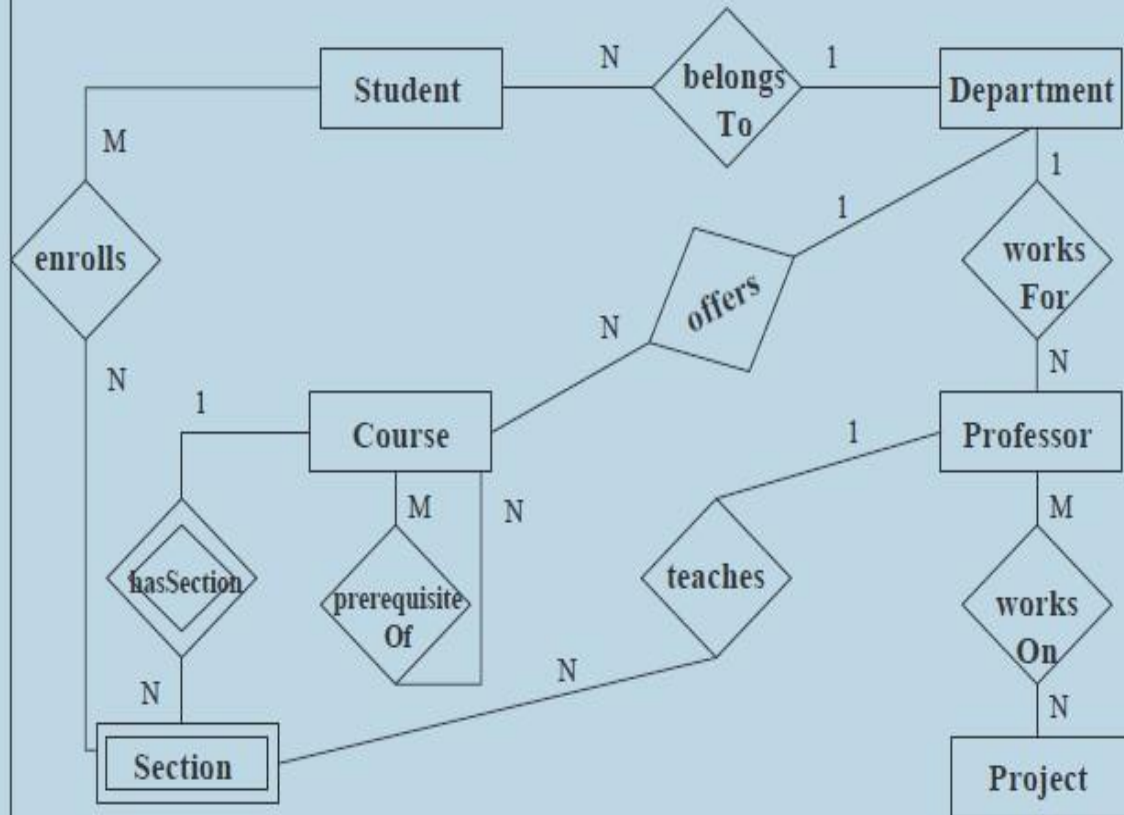 Student
N
belongs
To
1
Department
M
1
enrolls
1
works
For
offers
N
N
N
1
Course
1
Professor
M
N
M
hasSection
prerequisite
Of
teaches
works
On
N
N
N
Section
Project